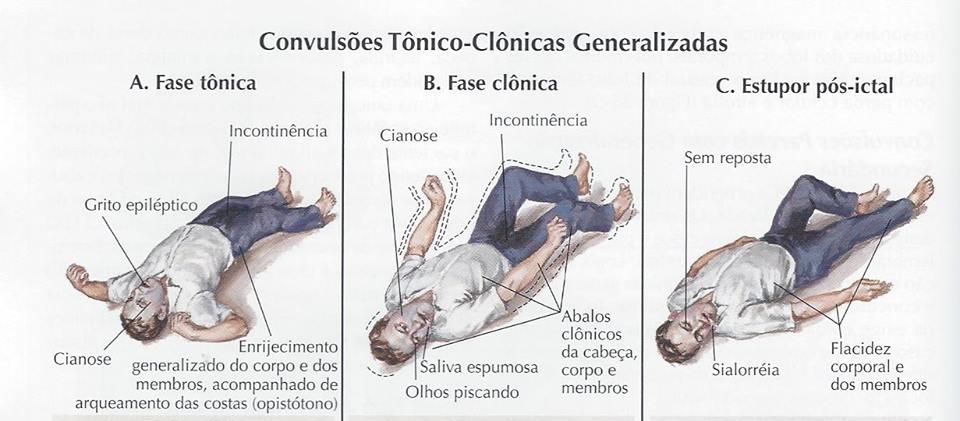 Convulsões Tônico-Clônicas Generalizadas
A. Fase tônica
Incontinência
Grito epiléptico
Cianose
Enrijecimento
generalizado do corpo e dos
membros, acompanhado de
arqueamento das costas (opistótono)
B. Fase clônica
Incontinência
Cianose
Abalos
clônicos
da cabeça,
corpo e
membros
Saliva espumosa
Olhos piscando
C. Estupor pós-ictal
Sem reposta
Sialorréia
Flacidez
corporal e
dos membros